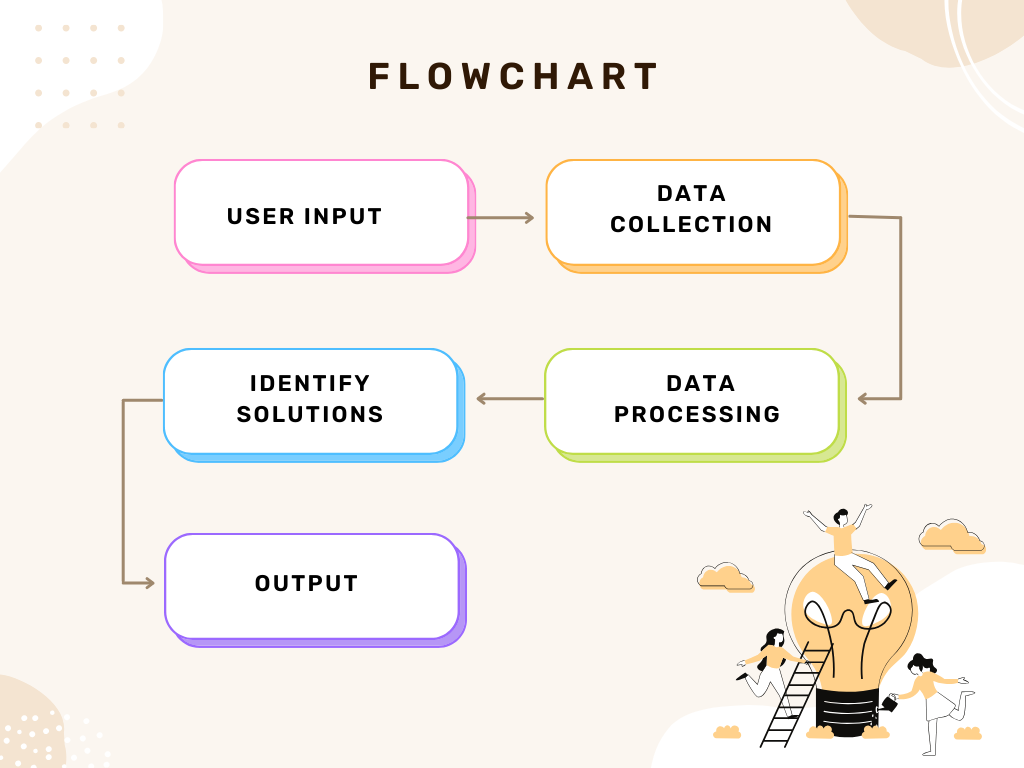 FLOWCHART
USER INPUT
DATA
COLLECTION
IDENTIFY
SOLUTIONS
DATA
PROCESSING
OUTPUT